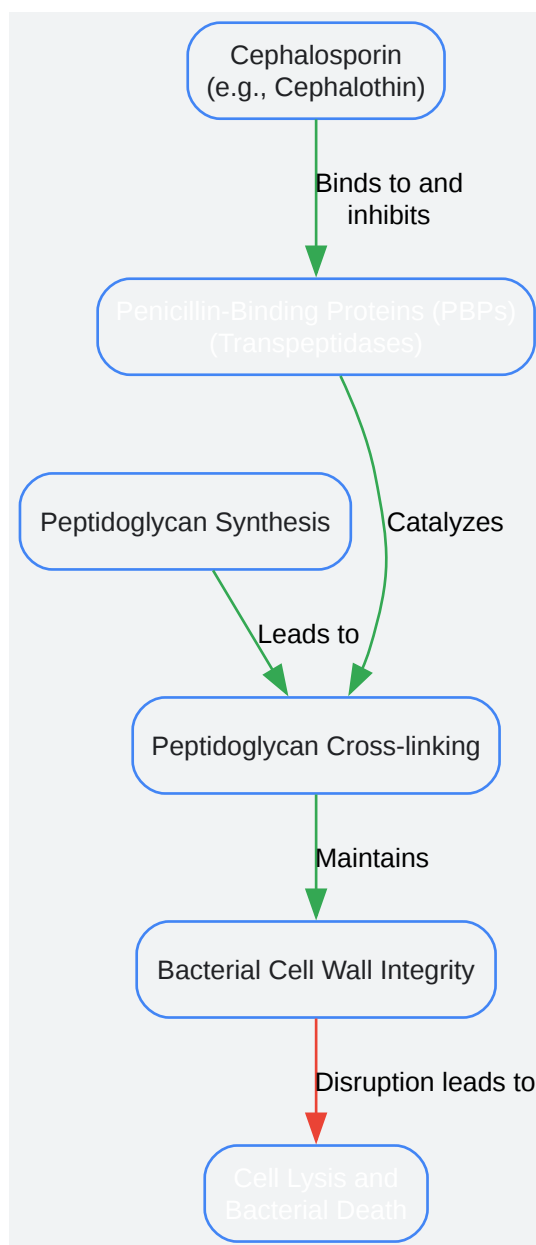 Cephalosporin
(e.g., Cephalothin)
Binds to and
inhibits
Penicillin-Binding Proteins (PBPs)
(Transpeptidases)
Peptidoglycan Synthesis
Catalyzes
Leads to
Peptidoglycan Cross-linking
Maintains
Bacterial Cell Wall Integrity
Disruption leads to
Cell Lysis and
Bacterial Death